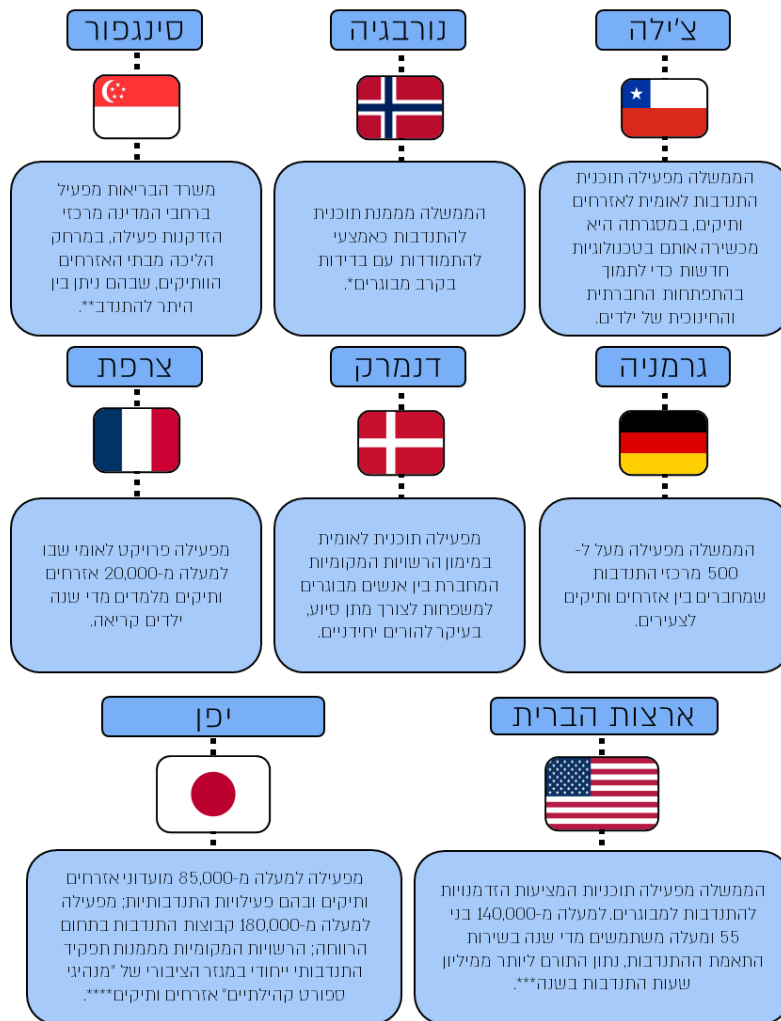 צ'ילה
הממשלה מפעילה תוכנית
התנדבות לאומית לאזרחים
ותיקים, במסגרתה היא
מכשירה אותם בטכנולוגיות
חדשות כדי לתמוך
בהתפתחות החברתית
והחינוכית של ילדים.
נורבגיה
הממשלה מממנת תוכנית
להתנדבות כאמצעי
להתמודדות עם בדידות
בקרב מבוגרים*.
סינגפור
משרד הבריאות מפעיל
ברחבי המדינה מרכזי
הזדקנות פעילה, במרחק
הליכה מבתי האזרחים
הוותיקים, שבהם ניתן בין
היתר להתנדב**.
גרמניה
הממשלה מפעילה מעל ל-
500 מרכזי התנדבות
שמחברים בין אזרחים ותיקים
לצעירים.
דנמרק
מפעילה תוכנית לאומית
במימון הרשויות המקומיות
המחברת בין אנשים מבוגרים
למשפחות לצורך מתן סיוע,
בעיקר להורים יחידניים.
צרפת
מפעילה פרויקט לאומי שבו
למעלה מ-20,000 אזרחים
ותיקים מלמדים מדי שנה
ילדים קריאה.
ארצות הברית
הממשלה מפעילה תוכניות המציעות הזדמנויות
להתנדבות למבוגרים. למעלה מ-140,000 בני
55 ומעלה משתמשים מדי שנה בשירות
התאמת ההתנדבות, נתון התורם ליותר ממיליון
שעות התנדבות בשנה***.
יפן
מפעילה למעלה מ-85,000 מועדוני אזרחים
ותיקים ובהם פעילויות התנדבותיות; מפעילה
למעלה מ-180,000 קבוצות התנדבות בתחום
הרווחה; הרשויות המקומיות מממנות תפקיד
התנדבותי ייחודי במגזר הציבורי של "מנהיגי
ספורט קהילתיים" אזרחים ותיקים****.